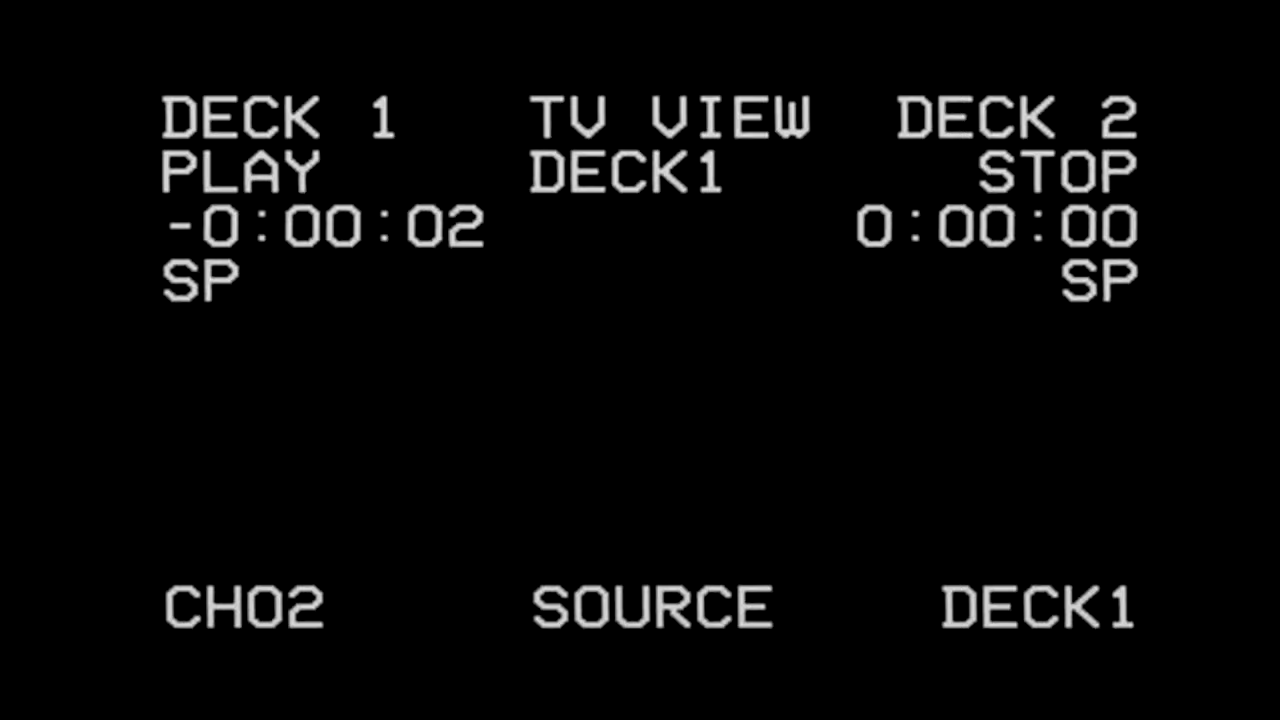 DECK 1 TV VIEW DECK 2
PLAY DECK1 STOP
-0:00:02 0:00:00
SP SP
CH02 SOURCE DECK1